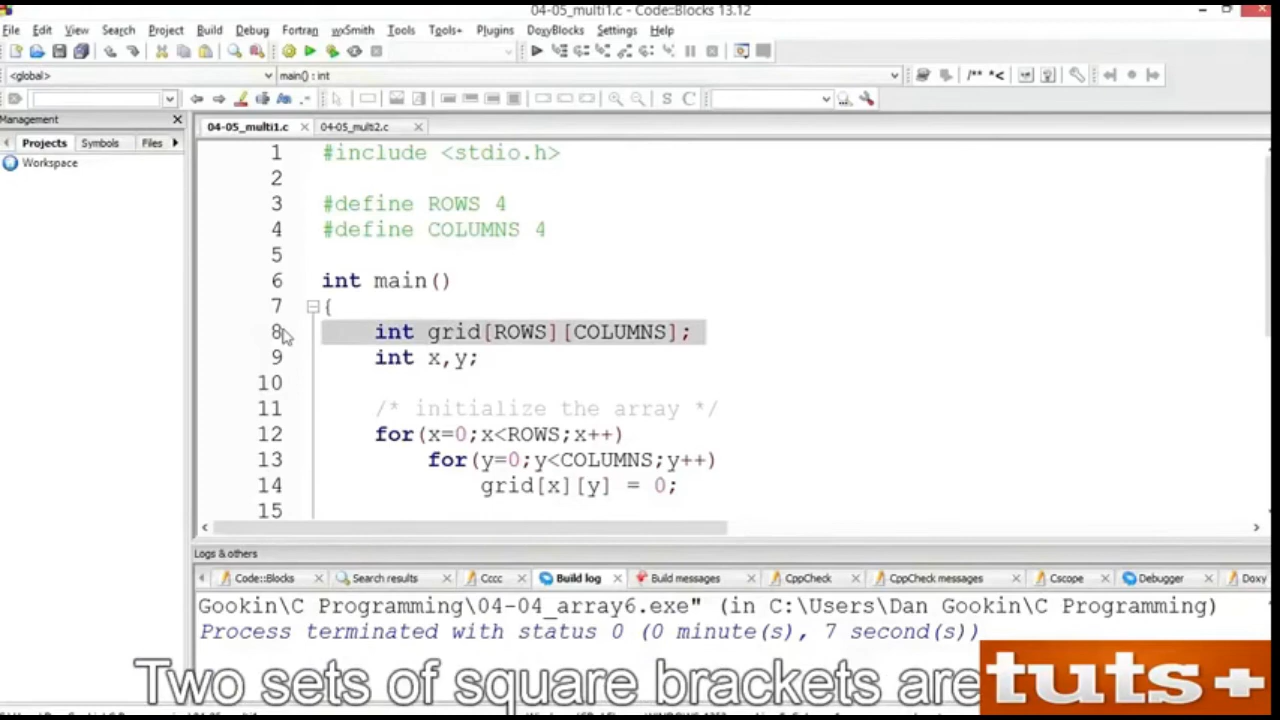 04-05_multi1.c - Code::Blocks 13.12
File Edit View Search Project Build Debug Fortran wxSmith Tools Tools+ Plugins DoxyBlocks Settings Help
<global> main() : int
/** *<
S C
Management
04-05_multi1.c 04-05_multi2.c
Projects Symbols Files
Workspace
1 #include <stdio.h>
2
3 #define ROWS 4
4 #define COLUMNS 4
5
6 int main()
7 {
8 int grid[ROWS][COLUMNS];
9 int x,y;
10
11 /* initialize the array */
12 for(x=0;x<ROWS;x++)
13 for(y=0;y<COLUMNS;y++)
14 grid[x][y] = 0;
15
Logs & others
Code::Blocks Search results Cccc Build log Build messages CppCheck CppCheck messages Cscope Debugger Doxy
Gookin\C Programming\04-04_array6.exe" (in C:\Users\Dan Gookin\C Programming)
Process terminated with status 0 (0 minute(s), 7 second(s))
Two sets of square brackets are
tuts+